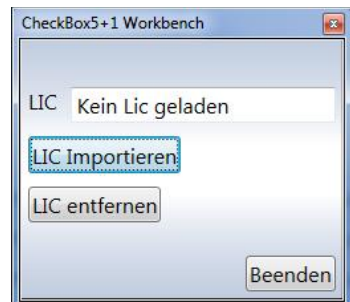 CheckBox5+1 Workbench
LIC Kein Lic geladen
LIC Importieren
LIC entfernen
Beenden